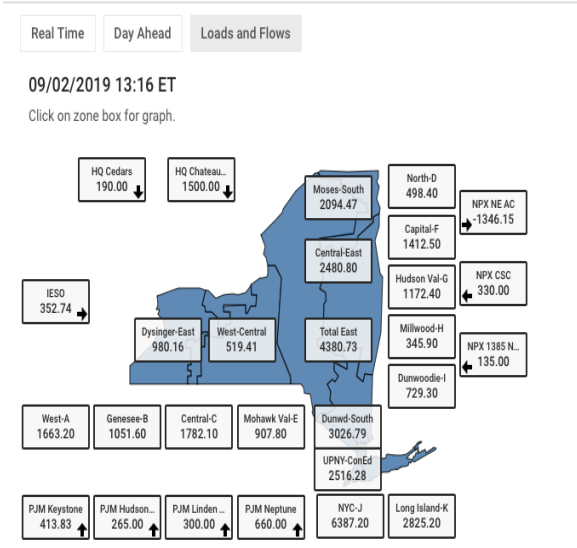 Real Time
Day Ahead
Loads and Flows
09/02/2019 13:16 ET
Click on zone box for graph.
HQ Cedars
190.00
HQ Chateau...
1500.00
Moses-South
2094.47
North-D
498.40
NPX NE AC
-1346.15
Capital-F
1412.50
Central-East
2480.80
Hudson Val-G
1172.40
NPX CSC
330.00
IESO
352.74
Dysinger-East
980.16
West-Central
519.41
Total East
4380.73
Millwood-H
345.90
NPX 1385 N...
135.00
Dunwoodie-I
729.30
West-A
1663.20
Genesee-B
1051.60
Central-C
1782.10
Mohawk Val-E
907.80
Dunwd-South
3026.79
UPNY-ConEd
2516.28
PJM Keystone
413.83
PJM Hudson...
265.00
PJM Linden ...
300.00
PJM Neptune
660.00
NYC-J
6387.20
Long Island-K
2825.20